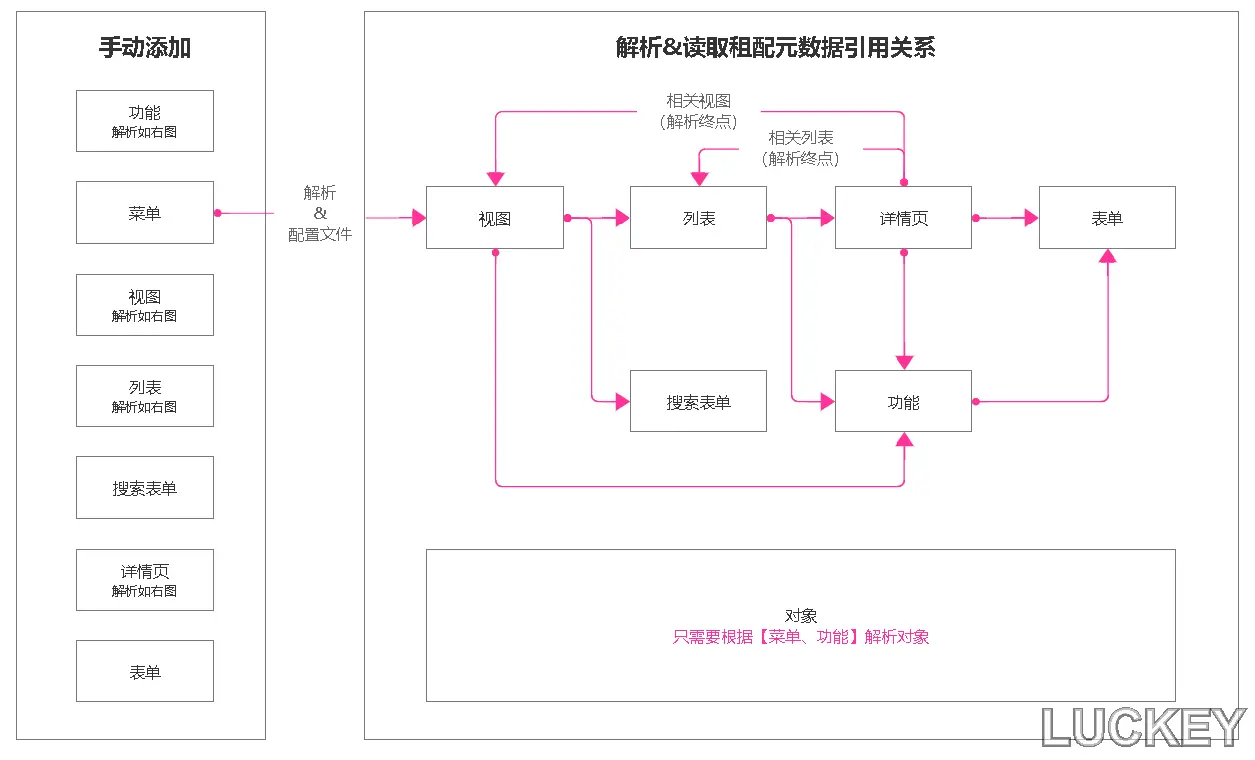 手动添加
功能
解析如右图
菜单
视图
解析如右图
列表
解析如右图
搜索表单
详情页
解析如右图
表单
解析
&
配置文件
解析&读取租配元数据引用关系
相关视图
(解析终点)
相关列表
(解析终点)
视图
列表
详情页
表单
搜索表单
功能
对象
只需要根据【菜单、功能】解析对象
LUCKEY